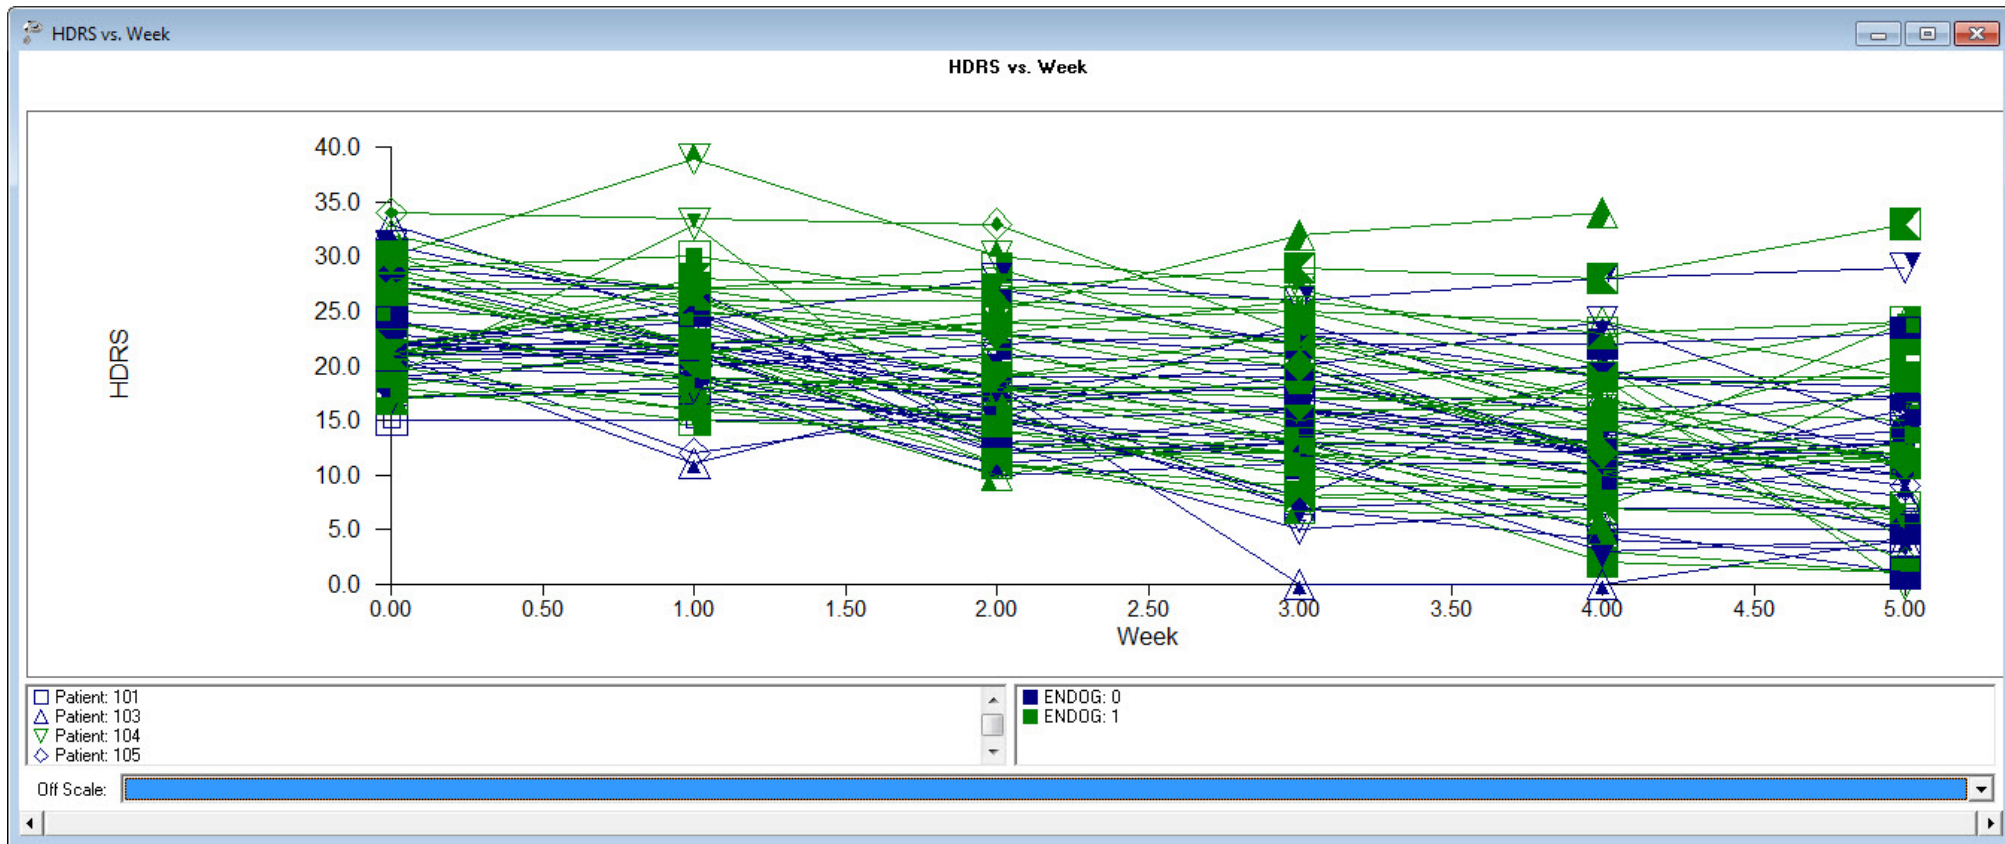 HDRS vs. Week
HDRS vs. Week
40.0
35.0
30.0
25.0
20.0
15.0
10.0
5.0
0.0
HDRS
0.00 0.50 1.00 1.50 2.00 2.50 3.00 3.50 4.00 4.50 5.00
Week
Patient: 101
Patient: 103
Patient: 104
Patient: 105
ENDOG: 0
ENDOG: 1
Off Scale: